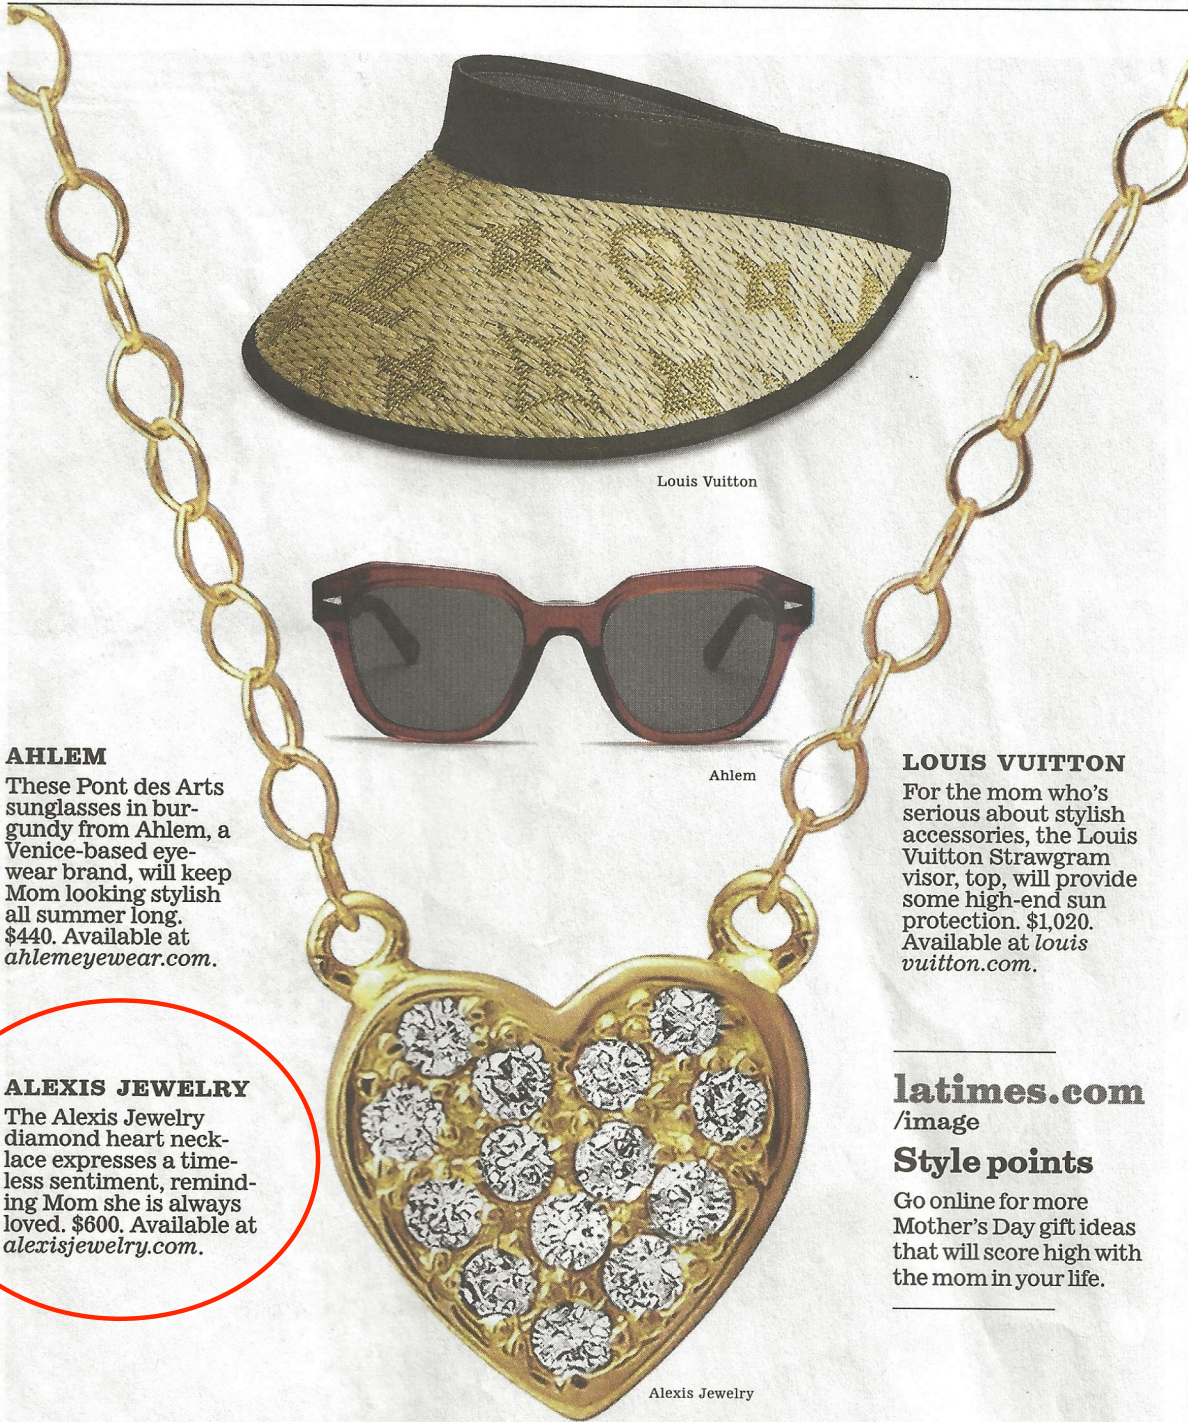 Louis Vuitton
Ahlem
AHLEM
These Pont des Arts
sunglasses in bur-
gundy from Ahlem, a
Venice-based eye-
wear brand, will keep
Mom looking stylish
all summer long.
$440. Available at
ahlemeyewear.com.
LOUIS VUITTON
For the mom who's
serious about stylish
accessories, the Louis
Vuitton Strawgram
visor, top, will provide
some high-end sun
protection. $1,020.
Available at louis
vuitton.com.
ALEXIS JEWELRY
The Alexis Jewelry
diamond heart neck-
lace expresses a time-
less sentiment, remind-
ing Mom she is always
loved. $600. Available at
alexisjewelry.com.
latimes.com
/image
Style points
Go online for more
Mother's Day gift ideas
that will score high with
the mom in your life.
Alexis Jewelry